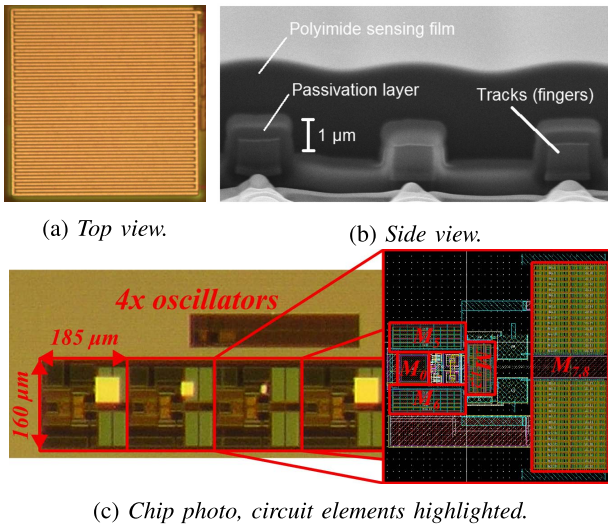 Polyimide sensing film
Passivation layer
Tracks (fingers)
1 µm
(a) Top view.
(b) Side view.
4x oscillators
185 µm
160 µm
M7,8
(c) Chip photo, circuit elements highlighted.